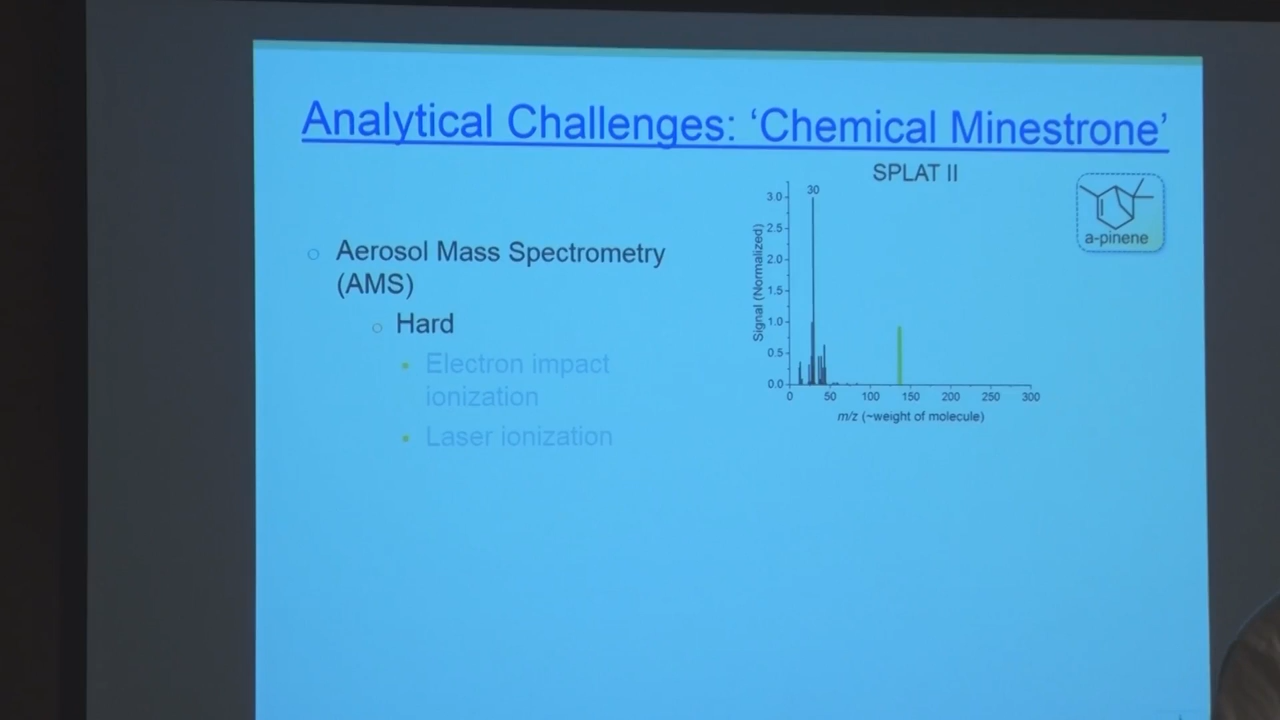 Analytical Challenges: ‘Chemical Minestrone’
SPLAT II
a-pinene
Aerosol Mass Spectrometry
(AMS)
Hard
Electron impact
ionization
Laser ionization
30
Signal (Normalized)
3.0
2.5
2.0
1.5
1.0
0.5
0.0
0 50 100 150 200 250 300
m/z (~weight of molecule)